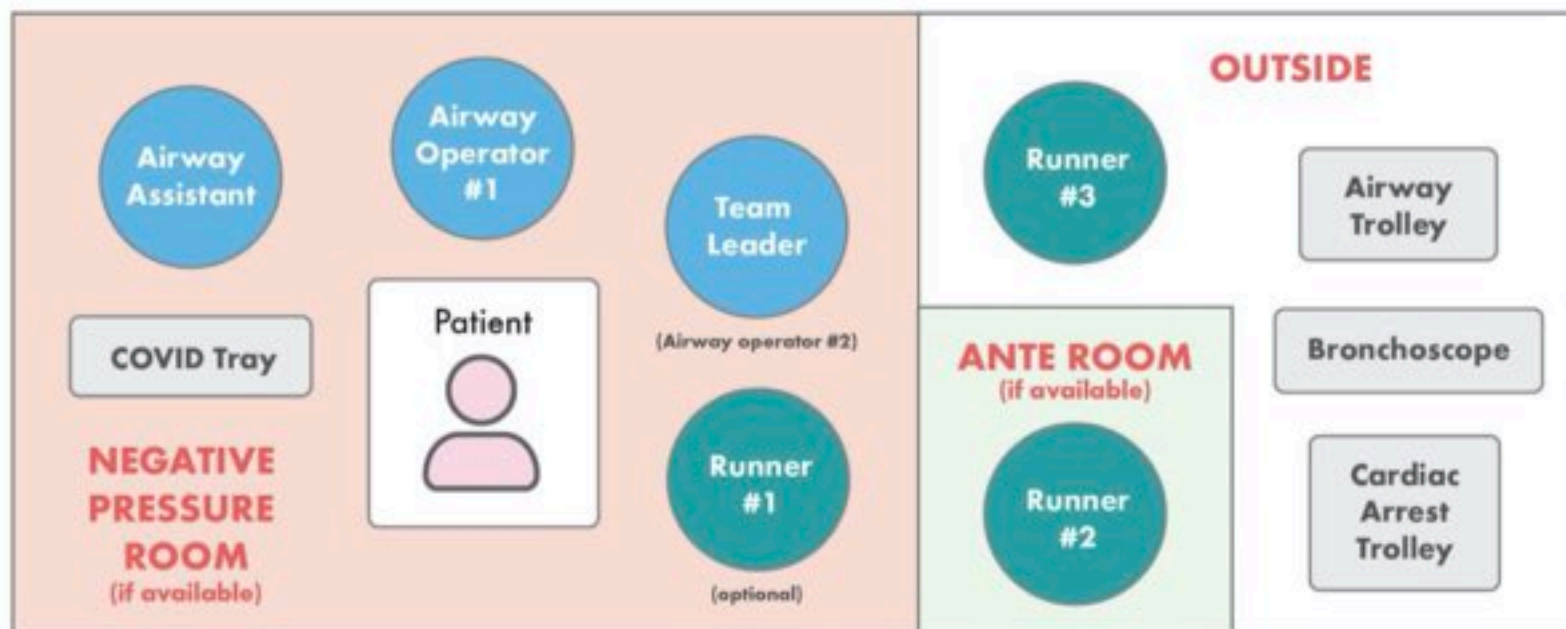 Airway
Assistant
Airway
Operator
#1
Team
Leader
(Airway operator #2)
COVID Tray
Patient
NEGATIVE
PRESSURE
ROOM
(if available)
Runner
#1
(optional)
OUTSIDE
Runner
#3
Airway
Trolley
ANTE ROOM
(if available)
Runner
#2
Bronchoscope
Cardiac
Arrest
Trolley